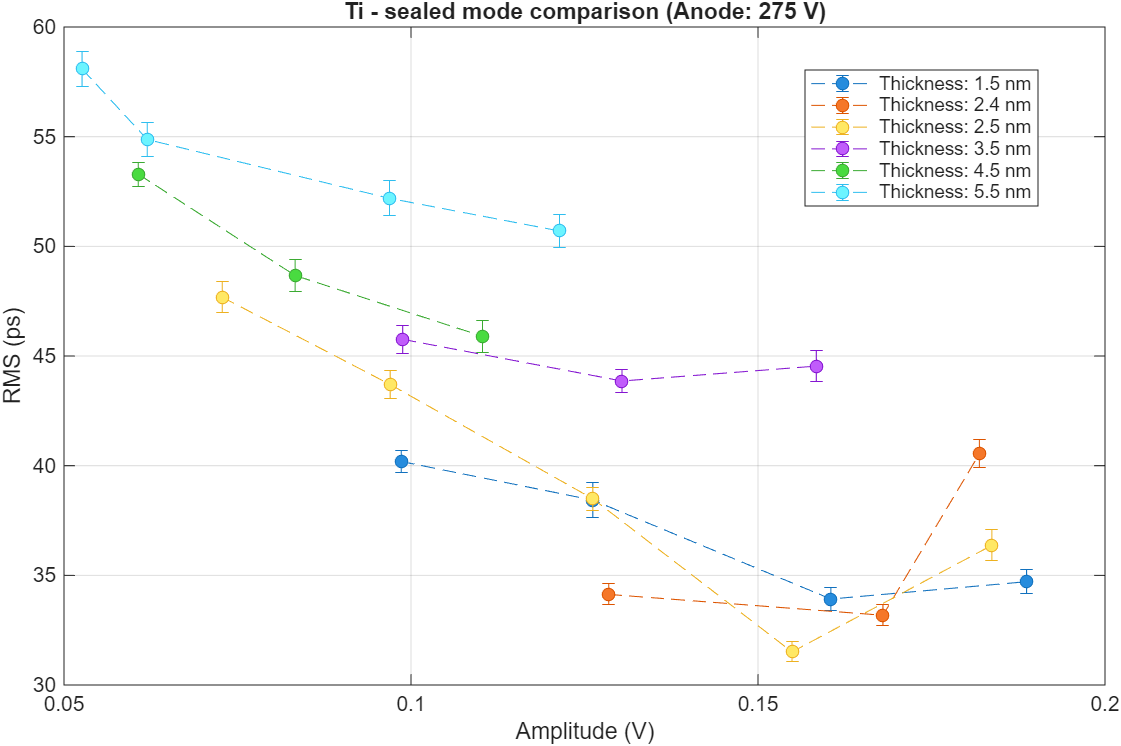 Ti - sealed mode comparison (Anode: 275 V)
60
55
50
45
40
35
30
RMS (ps)
Thickness: 1.5 nm
Thickness: 2.4 nm
Thickness: 2.5 nm
Thickness: 3.5 nm
Thickness: 4.5 nm
Thickness: 5.5 nm
0.05 0.1 0.15 0.2
Amplitude (V)